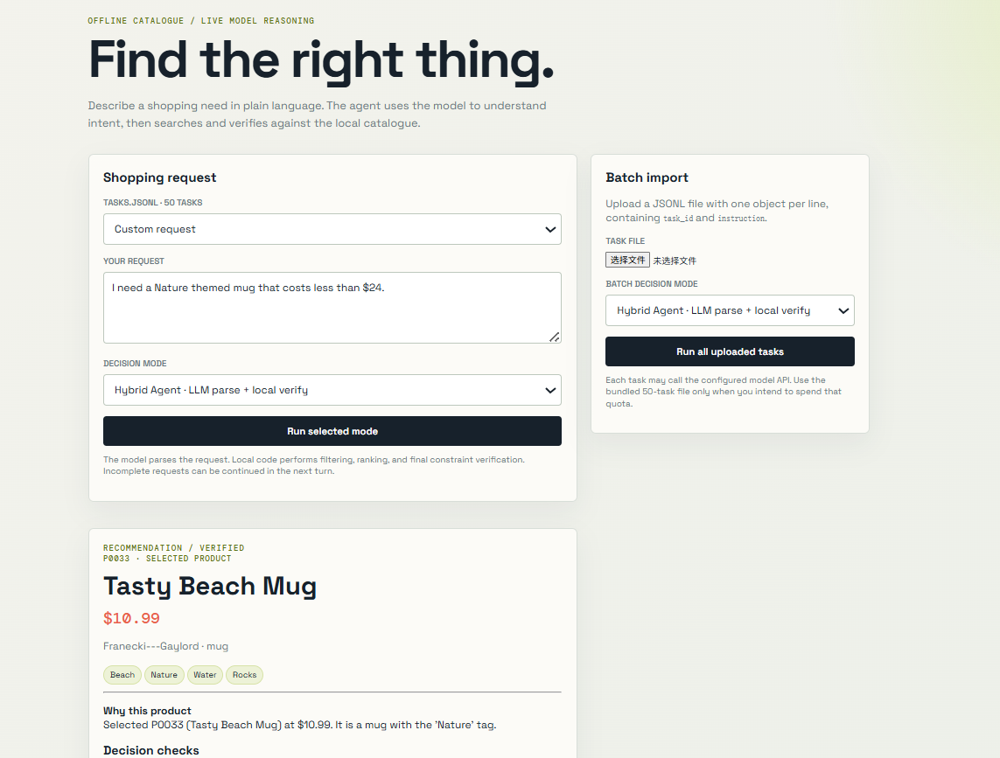 OFFLINE CATALOGUE / LIVE MODEL REASONING
Find the right thing.
Describe a shopping need in plain language. The agent uses the model to understand
intent, then searches and verifies against the local catalogue.
Shopping request
TASKS.JSONL · 50 TASKS
Custom request
YOUR REQUEST
I need a Nature themed mug that costs less than $24.
DECISION MODE
Hybrid Agent · LLM parse + local verify
Run selected mode
The model parses the request. Local code performs filtering, ranking, and final constraint verification.
Incomplete requests can be continued in the next turn.
Batch import
Upload a JSONL file with one object per line,
containing task_id and instruction.
TASK FILE
选择文件 未选择文件
BATCH DECISION MODE
Hybrid Agent · LLM parse + local verify
Run all uploaded tasks
Each task may call the configured model API. Use the
bundled 50-task file only when you intend to spend that
quota.
RECOMMENDATION / VERIFIED
P0033 · SELECTED PRODUCT
Tasty Beach Mug
$10.99
Franecki---Gaylord · mug
Beach Nature Water Rocks
Why this product
Selected P0033 (Tasty Beach Mug) at $10.99. It is a mug with the 'Nature' tag.
Decision checks